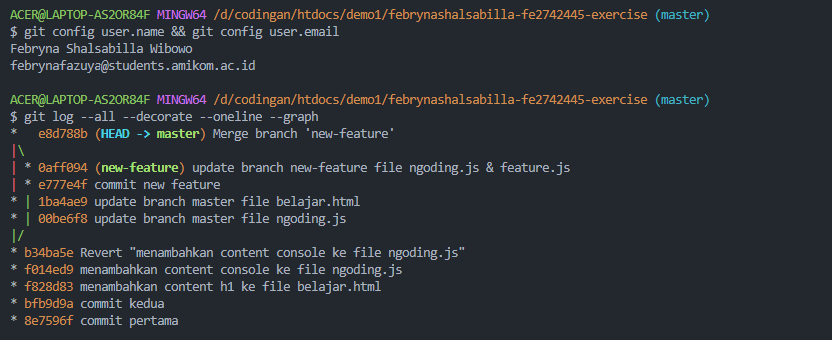 ACER@LAPTOP-AS2OR84F MINGW64 /d/codingan/htdocs/demo1/febrynashalsabilla-fe2742445-exercise (master)
$ git config user.name && git config user.email
Febryna Shalsabilla Wibowo
febrynafazuya@students.amikom.ac.id

ACER@LAPTOP-AS2OR84F MINGW64 /d/codingan/htdocs/demo1/febrynashalsabilla-fe2742445-exercise (master)
$ git log --all --decorate --oneline --graph
*   e8d788b (HEAD -> master) Merge branch 'new-feature'
|\
| * 0aff094 (new-feature) update branch new-feature file ngoding.js & feature.js
| * e777e4f commit new feature
* | 1ba4ae9 update branch master file belajar.html
* | 00be6f8 update branch master file ngoding.js
|/
* b34ba5e Revert "menambahkan content console ke file ngoding.js"
* f014ed9 menambahkan content console ke file ngoding.js
* f828d83 menambahkan content h1 ke file belajar.html
* bfb9d9a commit kedua
* 8e7596f commit pertama